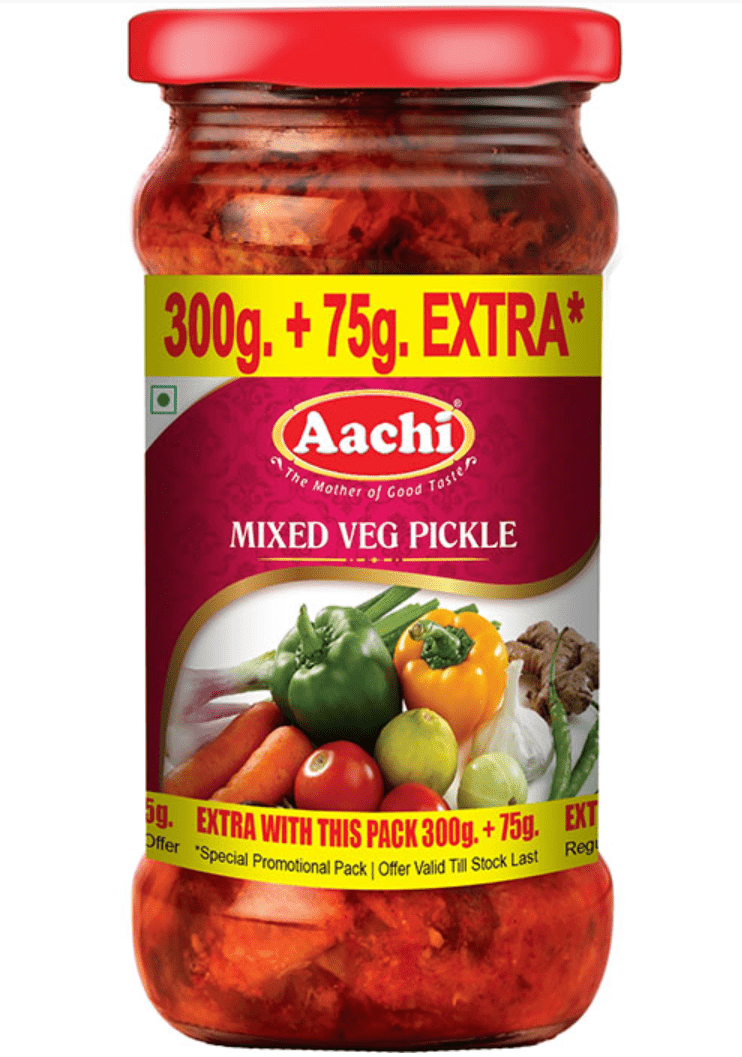 300g. + 75g. EXTRA*
Aachi®
The Mother of Good Taste
MIXED VEG PICKLE
5g. EXTRA WITH THIS PACK 300g. + 75g. EXT
Offer *Special Promotional Pack | Offer Valid Till Stock Last Regu